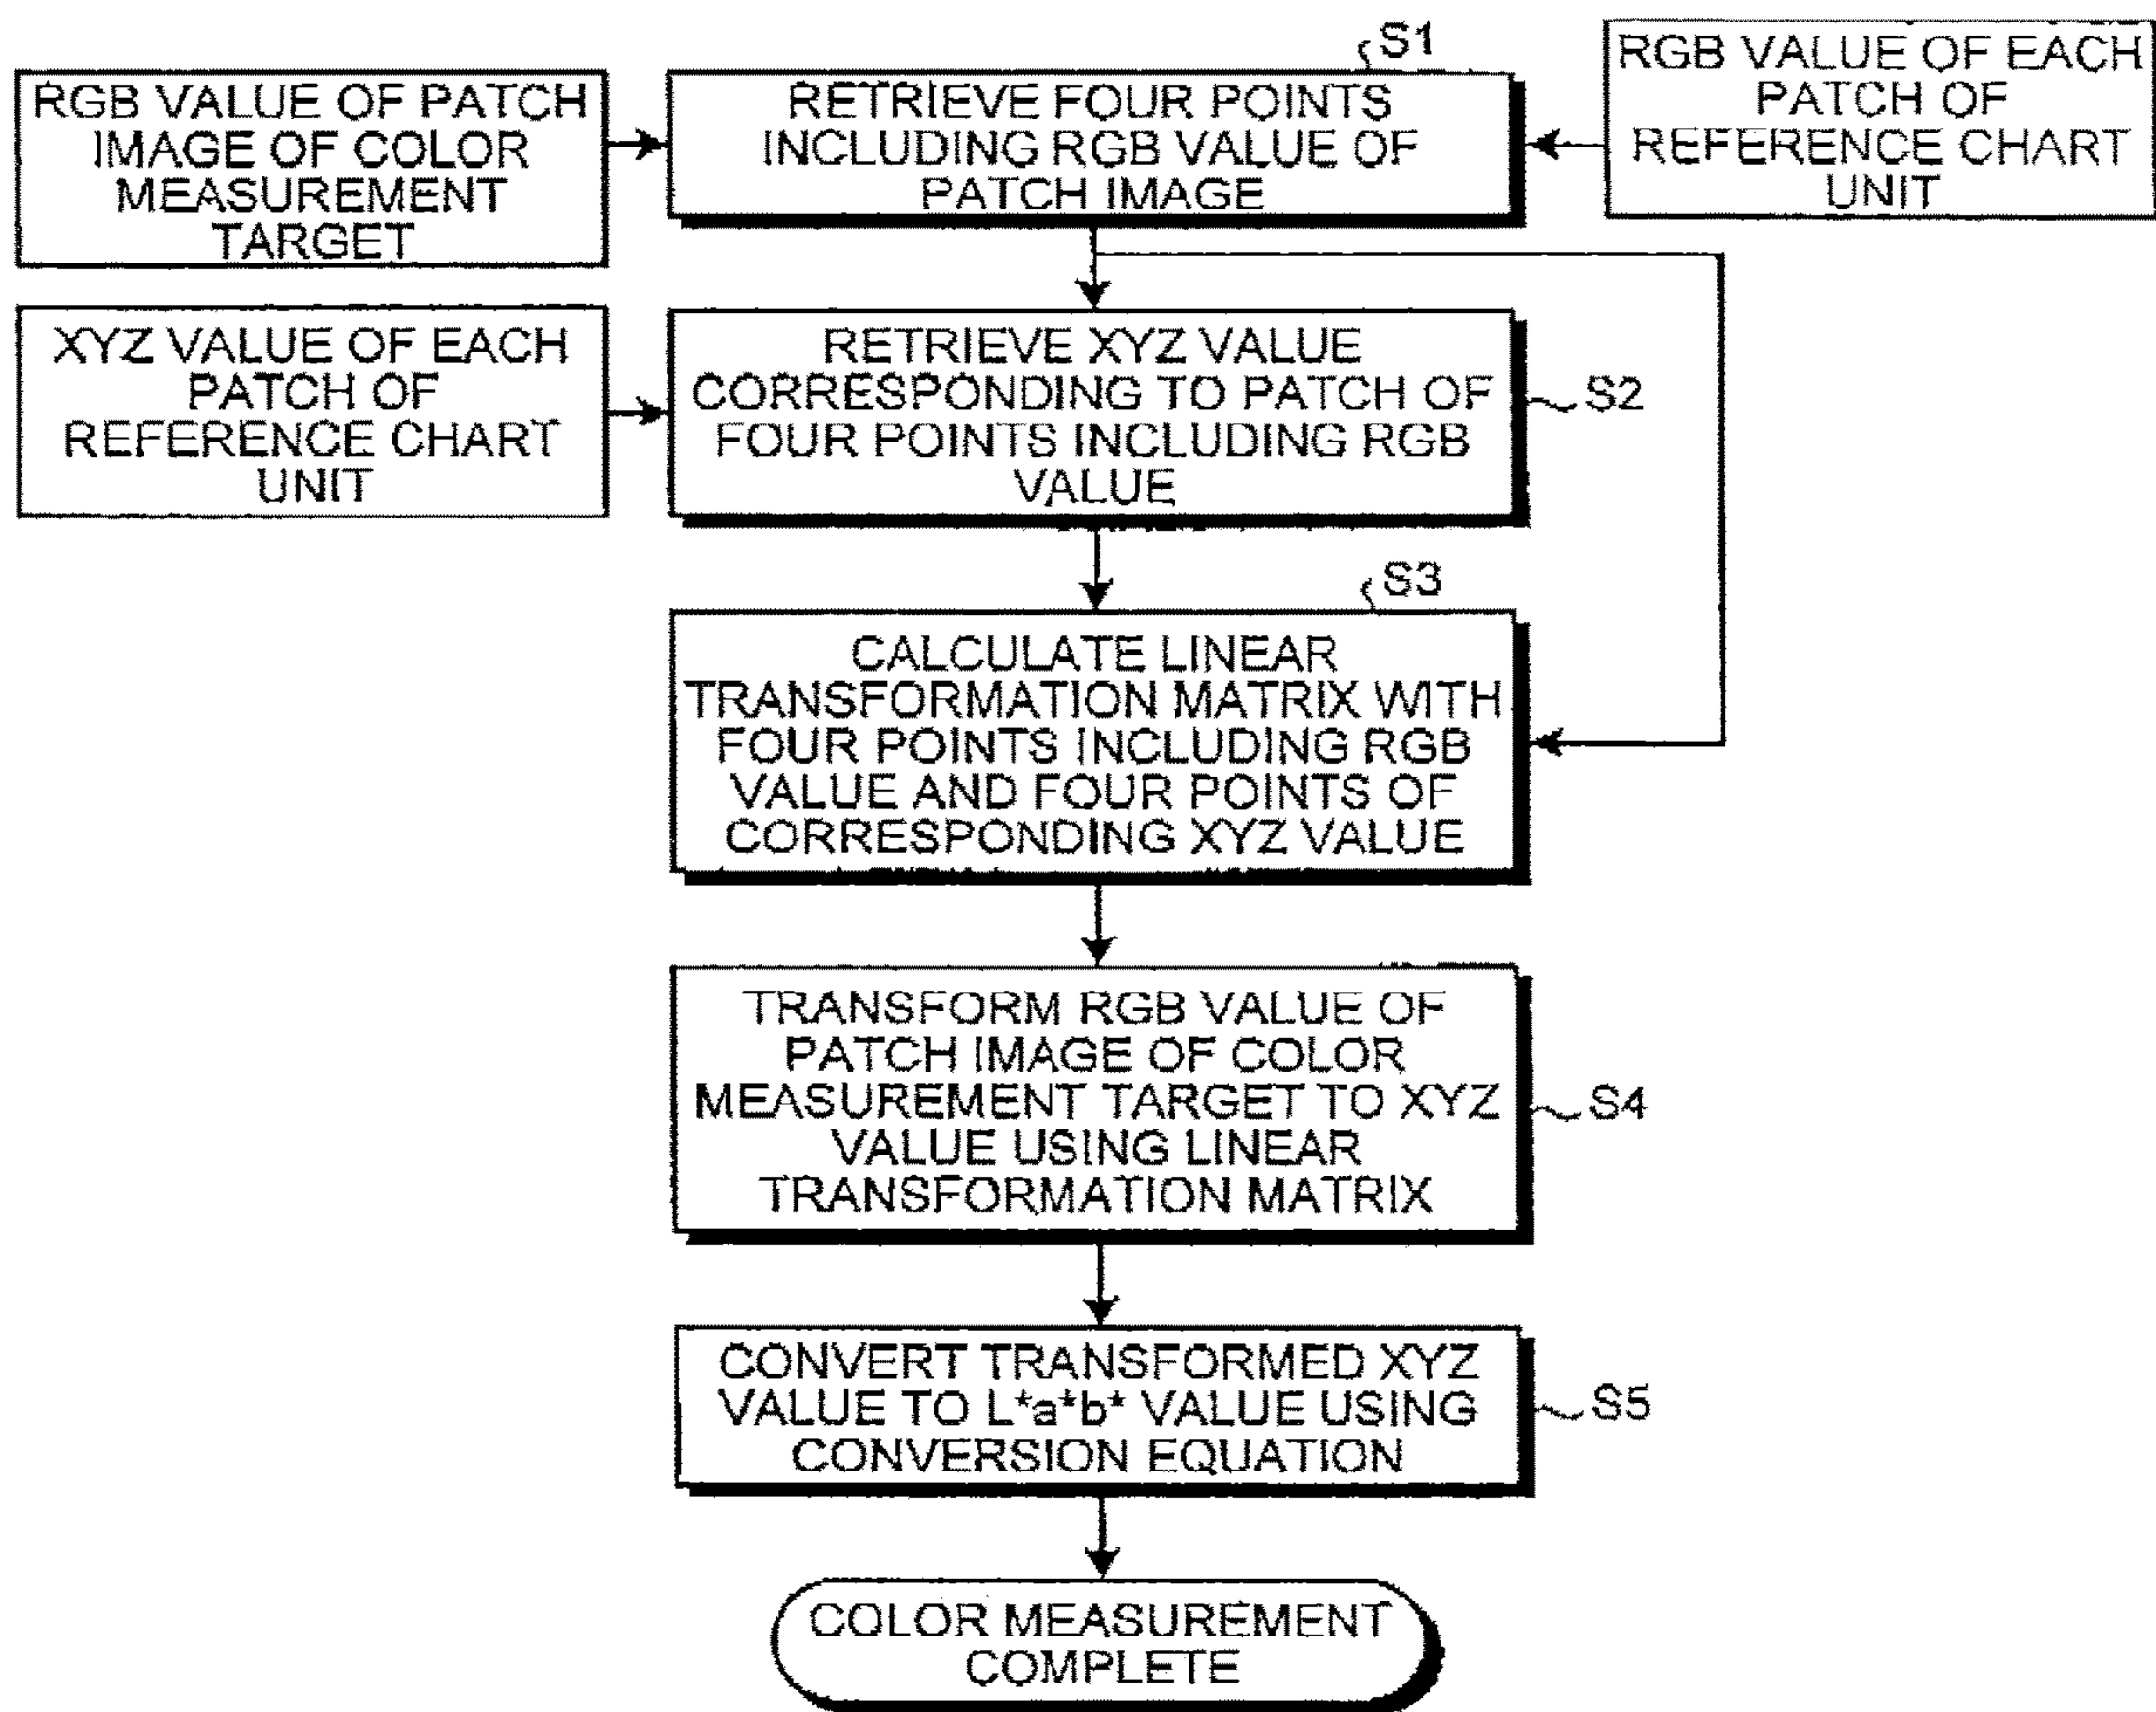 S1
RGB VALUE OF PATCH
IMAGE OF COLOR
MEASUREMENT
TARGET
RETRIEVE FOUR POINTS
INCLUDING RGB VALUE OF
PATCH IMAGE
RGB VALUE OF EACH
PATCH OF
REFERENCE CHART
UNIT
XYZ VALUE OF EACH
PATCH OF
REFERENCE CHART
UNIT
RETRIEVE XYZ VALUE
CORRESPONDING TO PATCH OF
FOUR POINTS INCLUDING RGB
VALUE
S2
S3
CALCULATE LINEAR
TRANSFORMATION MATRIX WITH
FOUR POINTS INCLUDING RGB
VALUE AND FOUR POINTS OF
CORRESPONDING XYZ VALUE
TRANSFORM RGB VALUE OF
PATCH IMAGE OF COLOR
MEASUREMENT TARGET TO XYZ
VALUE USING LINEAR
TRANSFORMATION MATRIX
S4
CONVERT TRANSFORMED XYZ
VALUE TO L*a*b* VALUE USING
CONVERSION EQUATION
S5
COLOR MEASUREMENT
COMPLETE